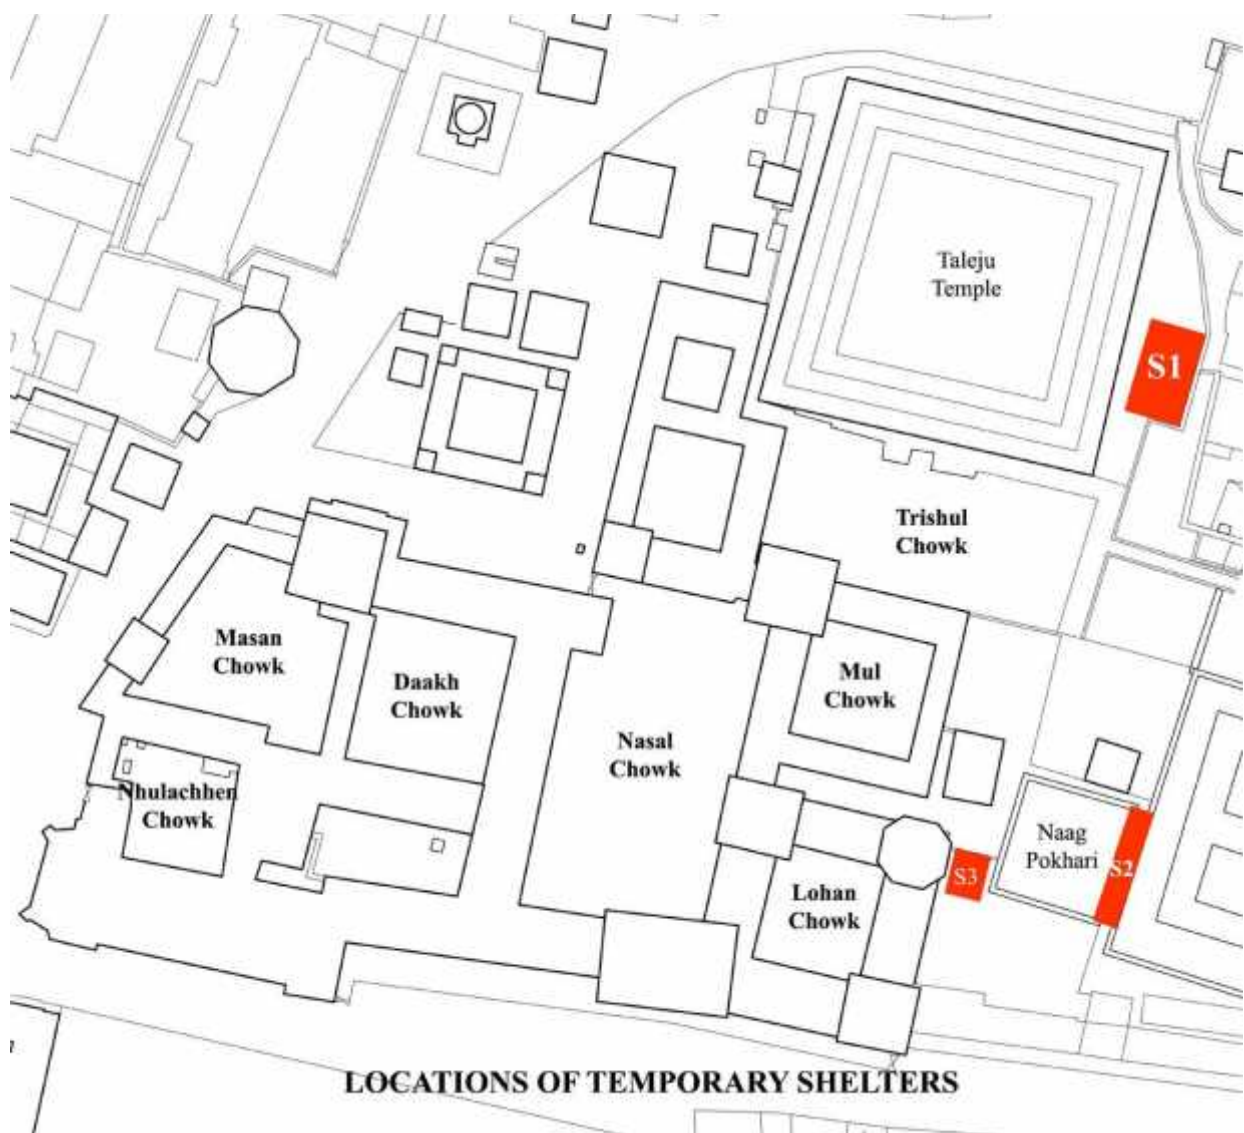 Taleju
Temple
S1
Trishul
Chowk
Masan
Chowk
Daakh
Chowk
Mul
Chowk
Nasal
Chowk
Nhulachhen
Chowk
Naag
Pokhari
S2
S3
Lohan
Chowk
LOCATIONS OF TEMPORARY SHELTERS